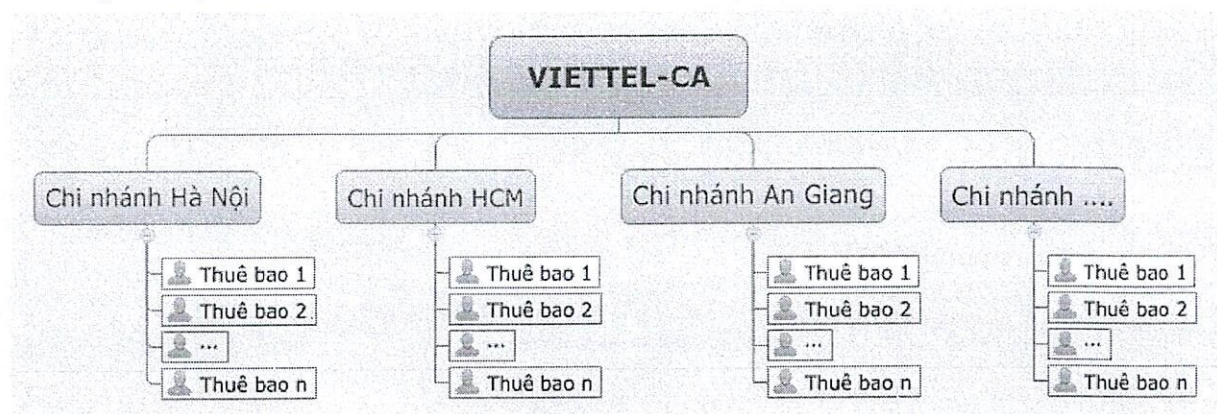 VIETTEL-CA
Chi nhánh Hà Nội
Chi nhánh HCM
Chi nhánh An Giang
Chi nhánh ....
Thuê bao 1
Thuê bao 2
...
Thuê bao n
Thuê bao 1
Thuê bao 2
...
Thuê bao n
Thuê bao 1
Thuê bao 2
...
Thuê bao n
Thuê bao 1
Thuê bao 2
...
Thuê bao n